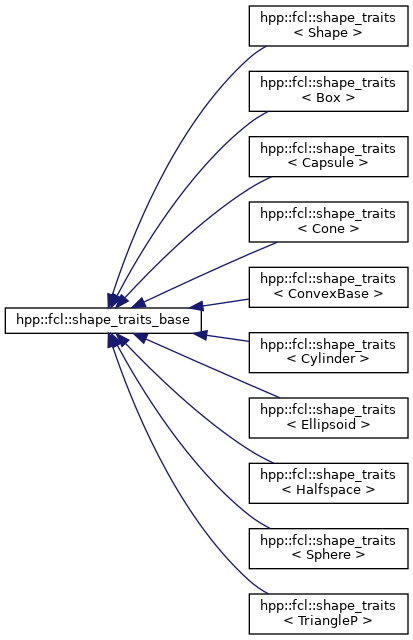 hpp::fcl::shape_traits
< Shape >
hpp::fcl::shape_traits
< Box >
hpp::fcl::shape_traits
< Capsule >
hpp::fcl::shape_traits
< Cone >
hpp::fcl::shape_traits
< ConvexBase >
hpp::fcl::shape_traits_base
hpp::fcl::shape_traits
< Cylinder >
hpp::fcl::shape_traits
< Ellipsoid >
hpp::fcl::shape_traits
< Halfspace >
hpp::fcl::shape_traits
< Sphere >
hpp::fcl::shape_traits
< TriangleP >